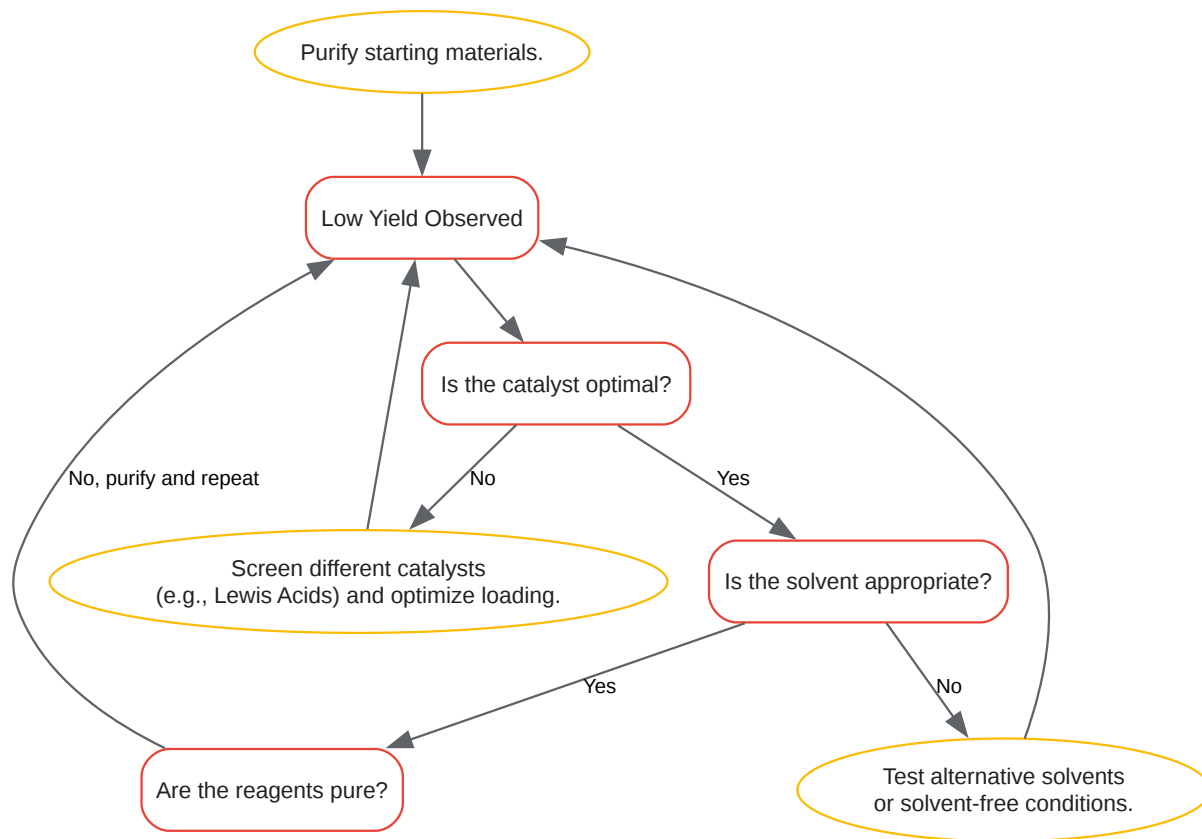 Purify starting materials.
Low Yield Observed
Is the catalyst optimal?
No, purify and repeat
No
Yes
Screen different catalysts
(e.g., Lewis Acids) and optimize loading.
Is the solvent appropriate?
Yes
No
Are the reagents pure?
Test alternative solvents
or solvent-free conditions.